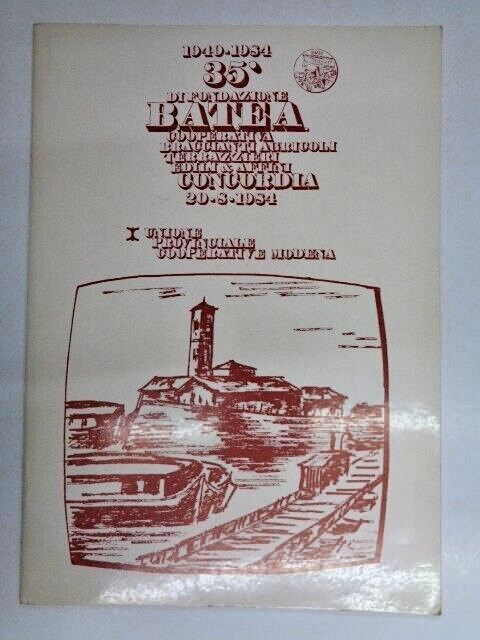 1949·1984
35°
DI FONDAZIONE
BATEA
COOPERATIVA
BRACCIANTI AGRICOLI
TERRAZZIERI
EDILI & AFFINI
CONCORDIA
20·8·1984
UNIONE
PROVINCIALE
COOPERATIVE MODENA